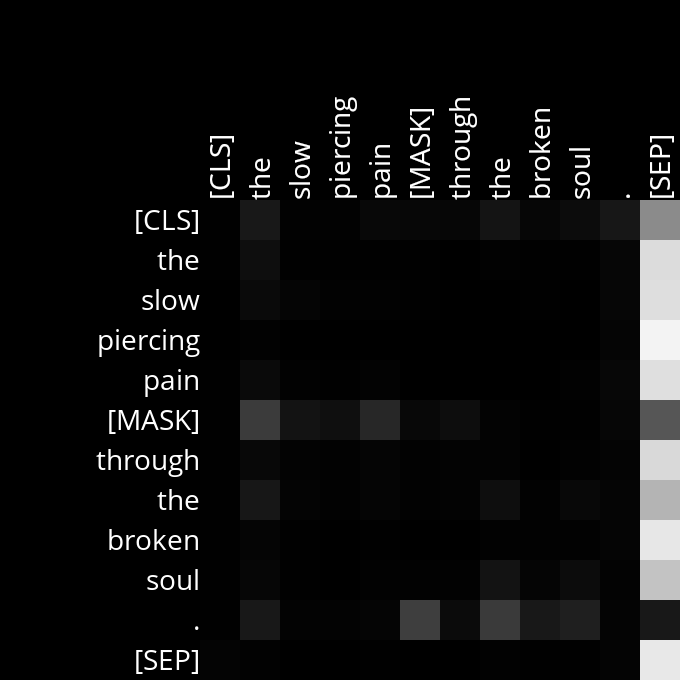 [CLS] the slow piercing pain [MASK] through the broken soul . [SEP]
[CLS]
the
slow
piercing
pain
[MASK]
through
the
broken
soul
.
[SEP]